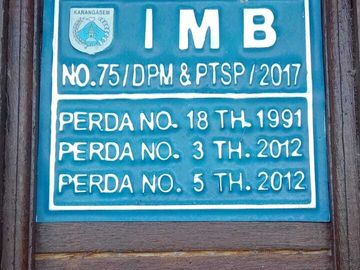 KARANGASEM
IMB
NO.75/DPM & PTSP/2017
PERDA NO. 18 TH. 1991
PERDA NO. 3 TH. 2012
PERDA NO. 5 TH. 2012